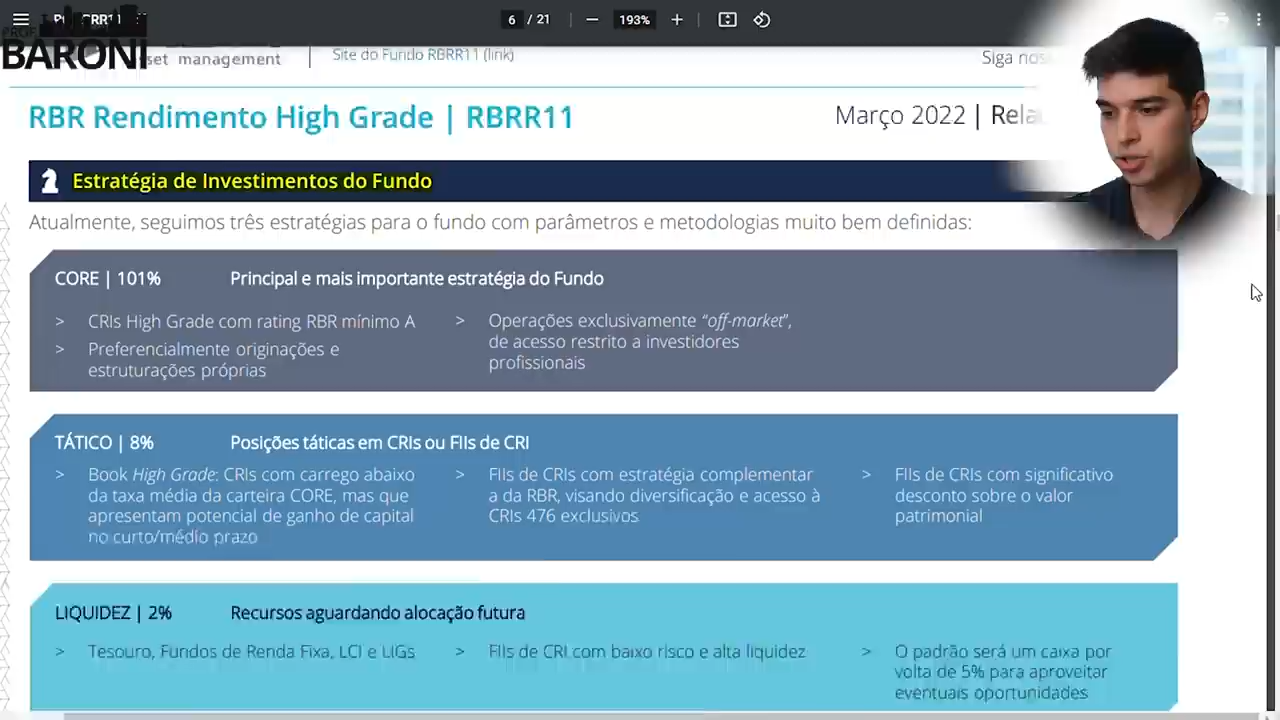 6 / 21
193%
PROF
BARONI
asset management
Site do Fundo RBRR11 (link)
Siga nos
RBR Rendimento High Grade | RBRR11
Março 2022 | Rela
Estratégia de Investimentos do Fundo
Atualmente, seguimos três estratégias para o fundo com parâmetros e metodologias muito bem definidas:
CORE | 101%
Principal e mais importante estratégia do Fundo
> CRIs High Grade com rating RBR mínimo A
> Preferencialmente originações e
estruturações próprias
> Operações exclusivamente “off-market”,
de acesso restrito a investidores
profissionais
TÁTICO | 8%
Posições táticas em CRIs ou FIIs de CRI
> Book High Grade: CRIs com carrego abaixo
da taxa média da carteira CORE, mas que
apresentam potencial de ganho de capital
no curto/médio prazo
> FIIs de CRIs com estratégia complementar
a da RBR, visando diversificação e acesso à
CRIs 476 exclusivos
> FIIs de CRIs com significativo
desconto sobre o valor
patrimonial
LIQUIDEZ | 2%
Recursos aguardando alocação futura
> Tesouro, Fundos de Renda Fixa, LCI e LIGs
> FIIs de CRI com baixo risco e alta liquidez
> O padrão será um caixa por
volta de 5% para aproveitar
eventuais oportunidades